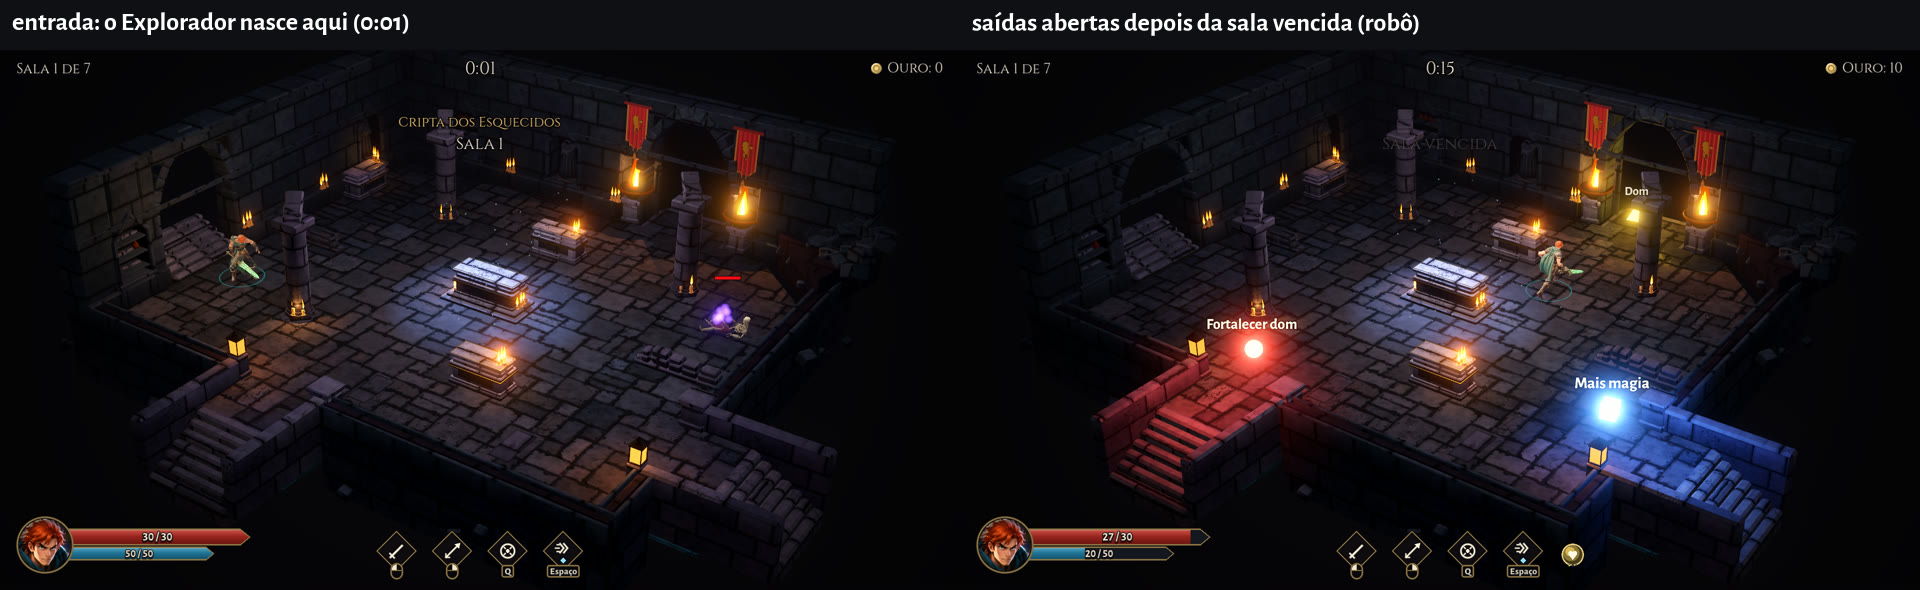 entrada: o Explorador nasce aqui (0:01)
SALA 1 DE 7
0:01
OURO: 0
CRIPTA DOS ESQUECIDOS
SALA 1
30/30
50/50
Q
Espaço
saídas abertas depois da sala vencida (robô)
SALA 1 DE 7
0:15
OURO: 10
SALA VENCIDA
Dom
Fortalecer dom
Mais magia
27/30
20/50
Q
Espaço